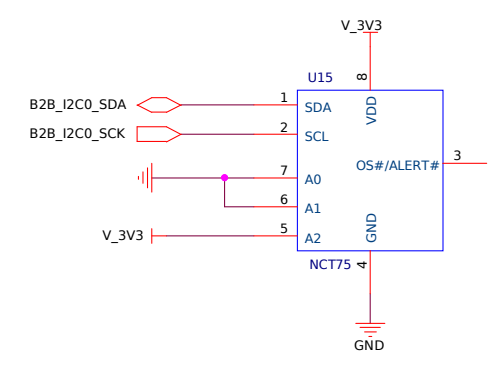 V_3V3
U15
8
B2B_I2C0_SDA
1
SDA
VDD
B2B_I2C0_SCK
2
SCL
3
OS#/ALERT#
7
A0
6
A1
V_3V3
5
A2
GND
NCT75
4
GND